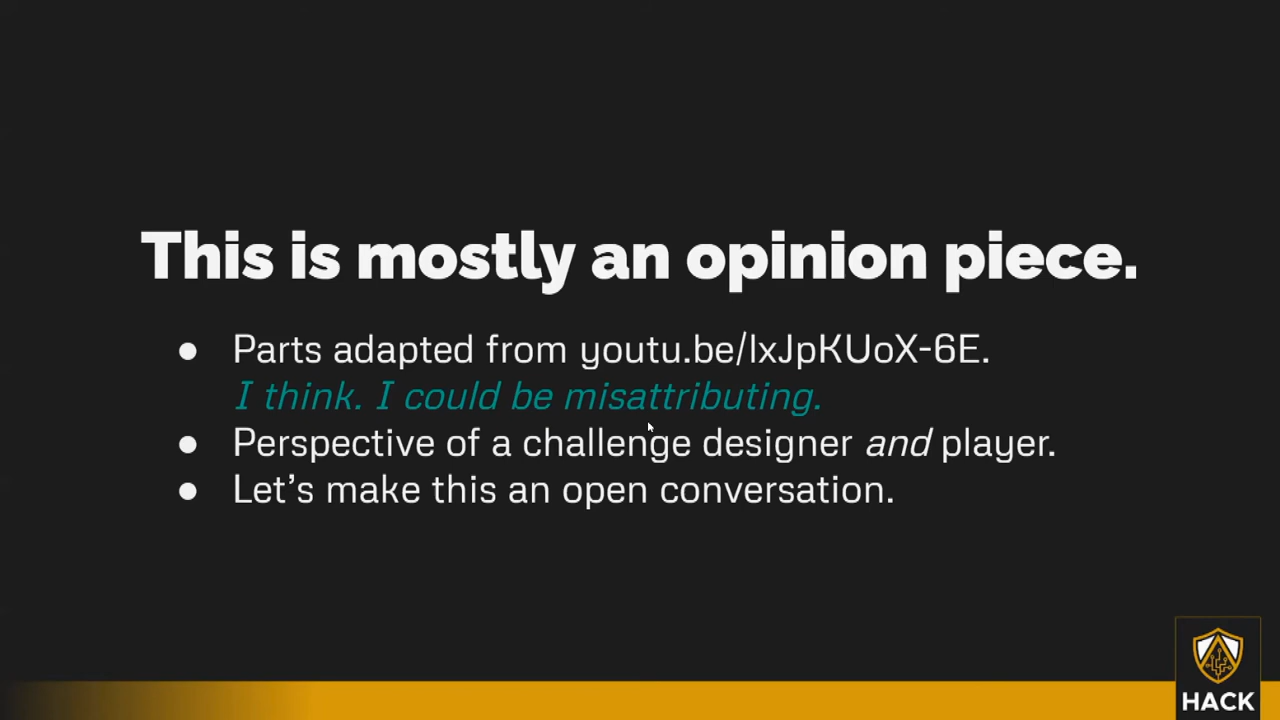 This is mostly an opinion piece.
● Parts adapted from youtu.be/lxJpKUoX-6E.
I think. I could be misattributing.
● Perspective of a challenge designer and player.
● Let's make this an open conversation.
HACK